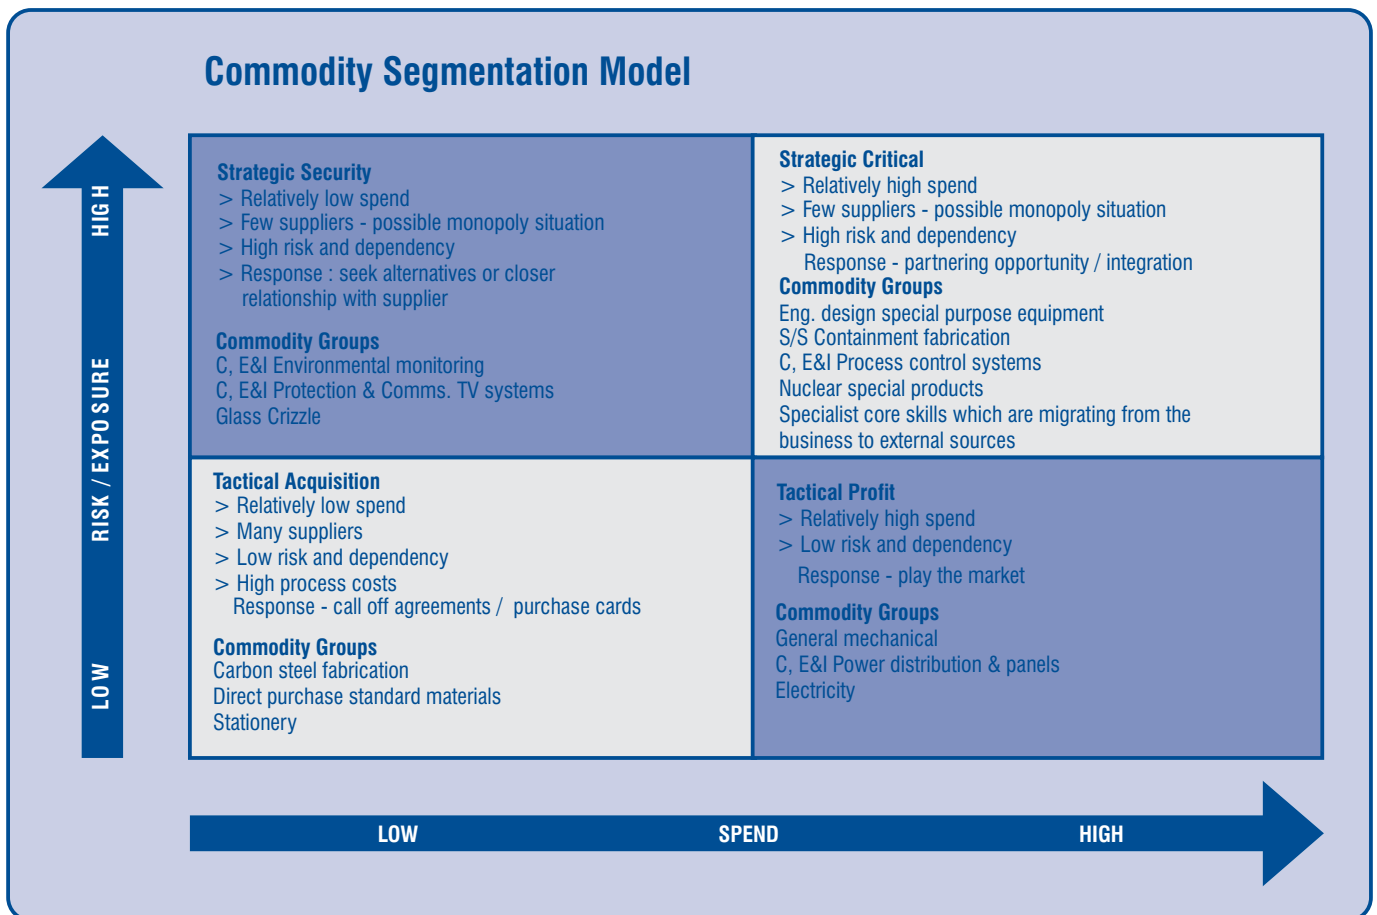 Commodity Segmentation Model
HIGH
RISK / EXPOSURE
LOW
Strategic Security
> Relatively low spend
> Few suppliers - possible monopoly situation
> High risk and dependency
> Response : seek alternatives or closer
relationship with supplier
Commodity Groups
C, E&I Environmental monitoring
C, E&I Protection & Comms. TV systems
Glass Crizzle
Strategic Critical
> Relatively high spend
> Few suppliers - possible monopoly situation
> High risk and dependency
Response - partnering opportunity / integration
Commodity Groups
Eng. design special purpose equipment
S/S Containment fabrication
C, E&I Process control systems
Nuclear special products
Specialist core skills which are migrating from the
business to external sources
Tactical Acquisition
> Relatively low spend
> Many suppliers
> Low risk and dependency
> High process costs
Response - call off agreements / purchase cards
Commodity Groups
Carbon steel fabrication
Direct purchase standard materials
Stationery
Tactical Profit
> Relatively high spend
> Low risk and dependency
Response - play the market
Commodity Groups
General mechanical
C, E&I Power distribution & panels
Electricity
LOW
SPEND
HIGH